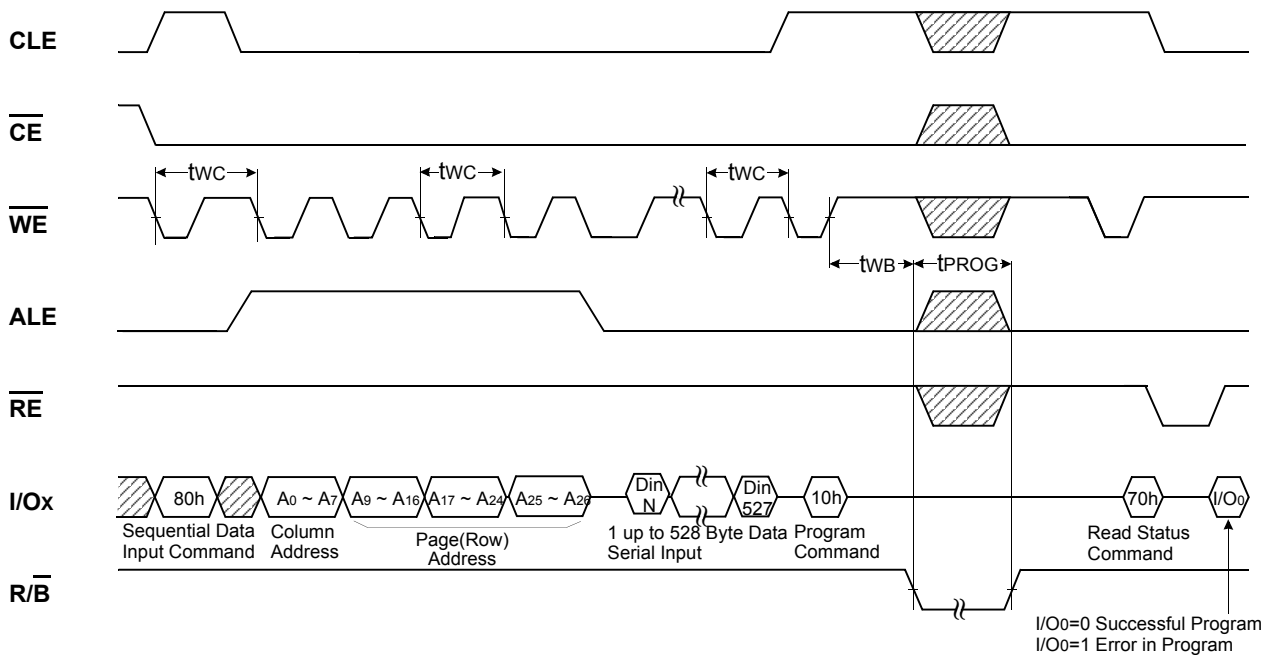 CLE
CE
tWC
tWC
tWC
WE
tWB
tPROG
ALE
RE
I/Ox
80h
A0 ~ A7
A9 ~ A16
A17 ~ A24
A25 ~ A26
Din N
Din 527
10h
70h
I/O0
Sequential Data
Input Command
Column
Address
Page(Row)
Address
1 up to 528 Byte Data
Serial Input
Program
Command
Read Status
Command
R/B
I/O0=0 Successful Program
I/O0=1 Error in Program